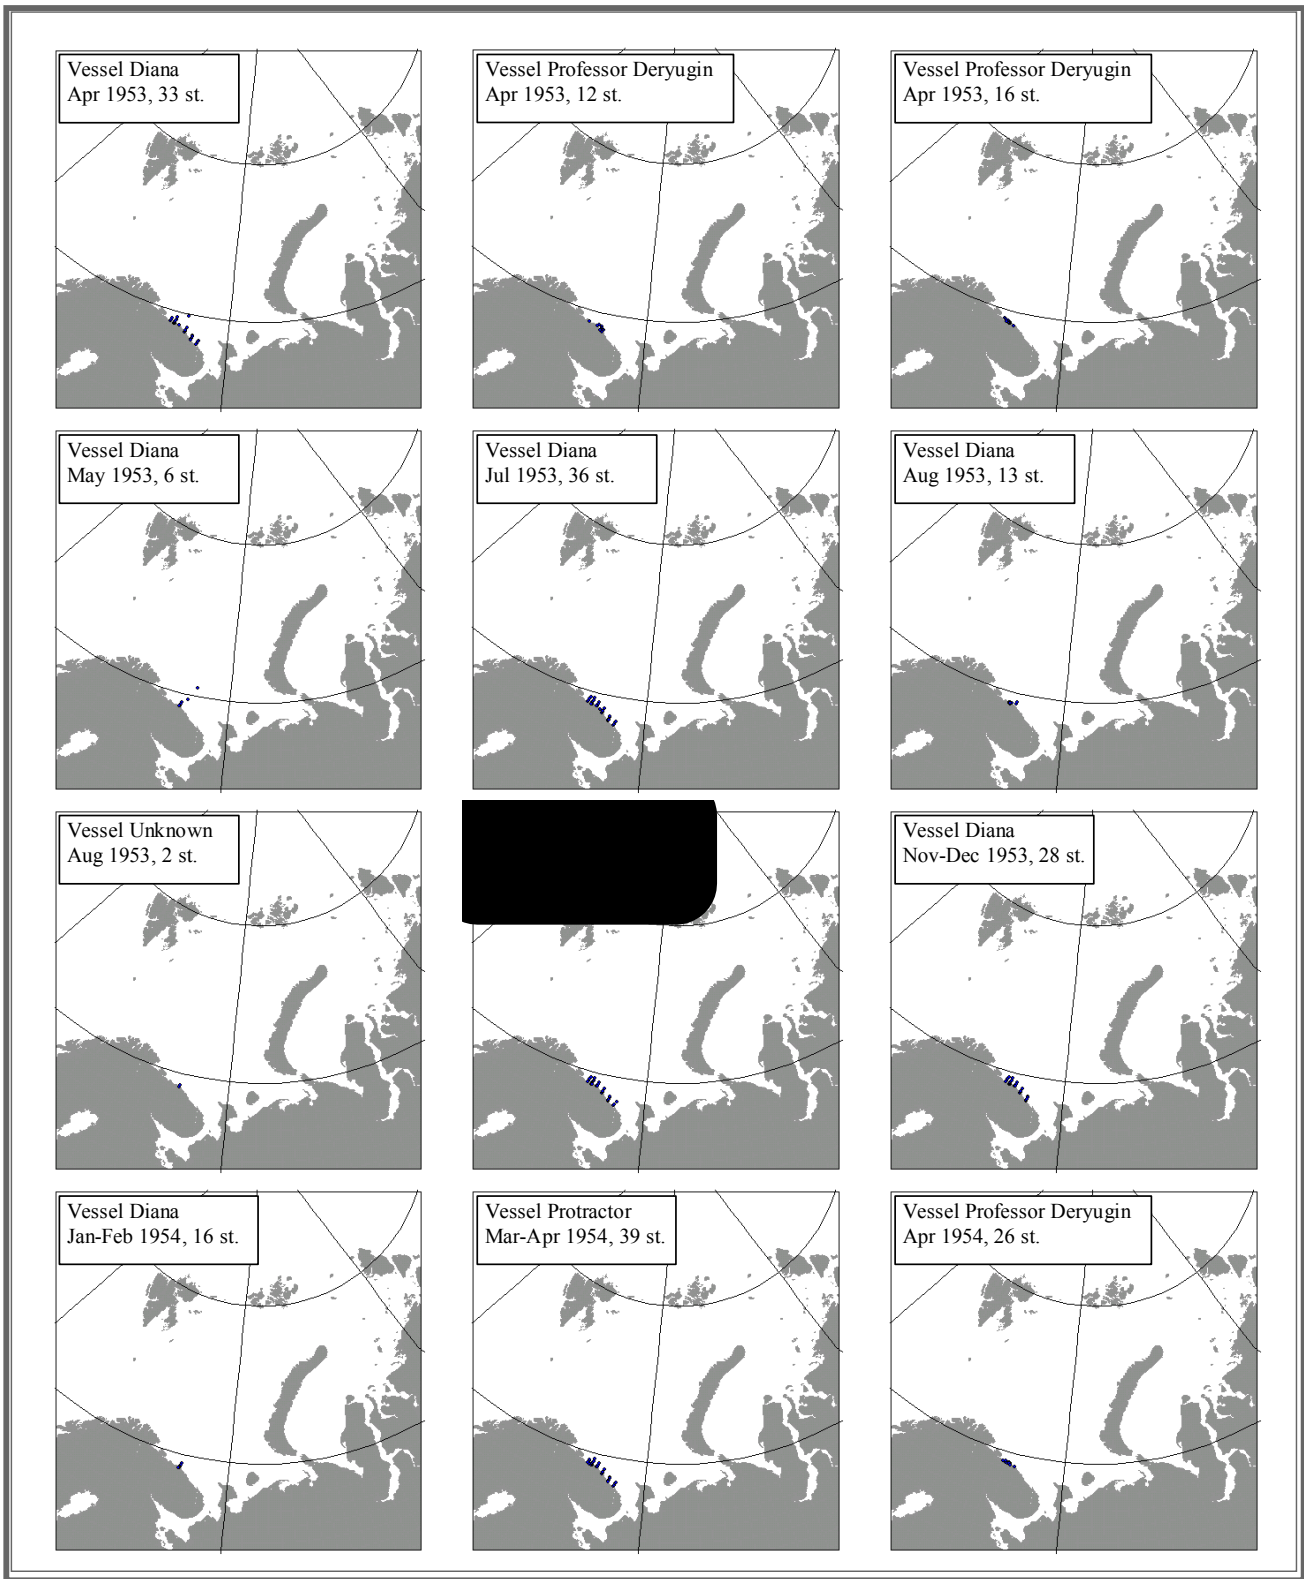 Vessel Diana
Apr 1953, 33 st.
Vessel Professor Deryugin
Apr 1953, 12 st.
Vessel Professor Deryugin
Apr 1953, 16 st.
Vessel Diana
May 1953, 6 st.
Vessel Diana
Jul 1953, 36 st.
Vessel Diana
Aug 1953, 13 st.
Vessel Unknown
Aug 1953, 2 st.
Vessel Diana
Nov-Dec 1953, 28 st.
Vessel Diana
Jan-Feb 1954, 16 st.
Vessel Protractor
Mar-Apr 1954, 39 st.
Vessel Professor Deryugin
Apr 1954, 26 st.